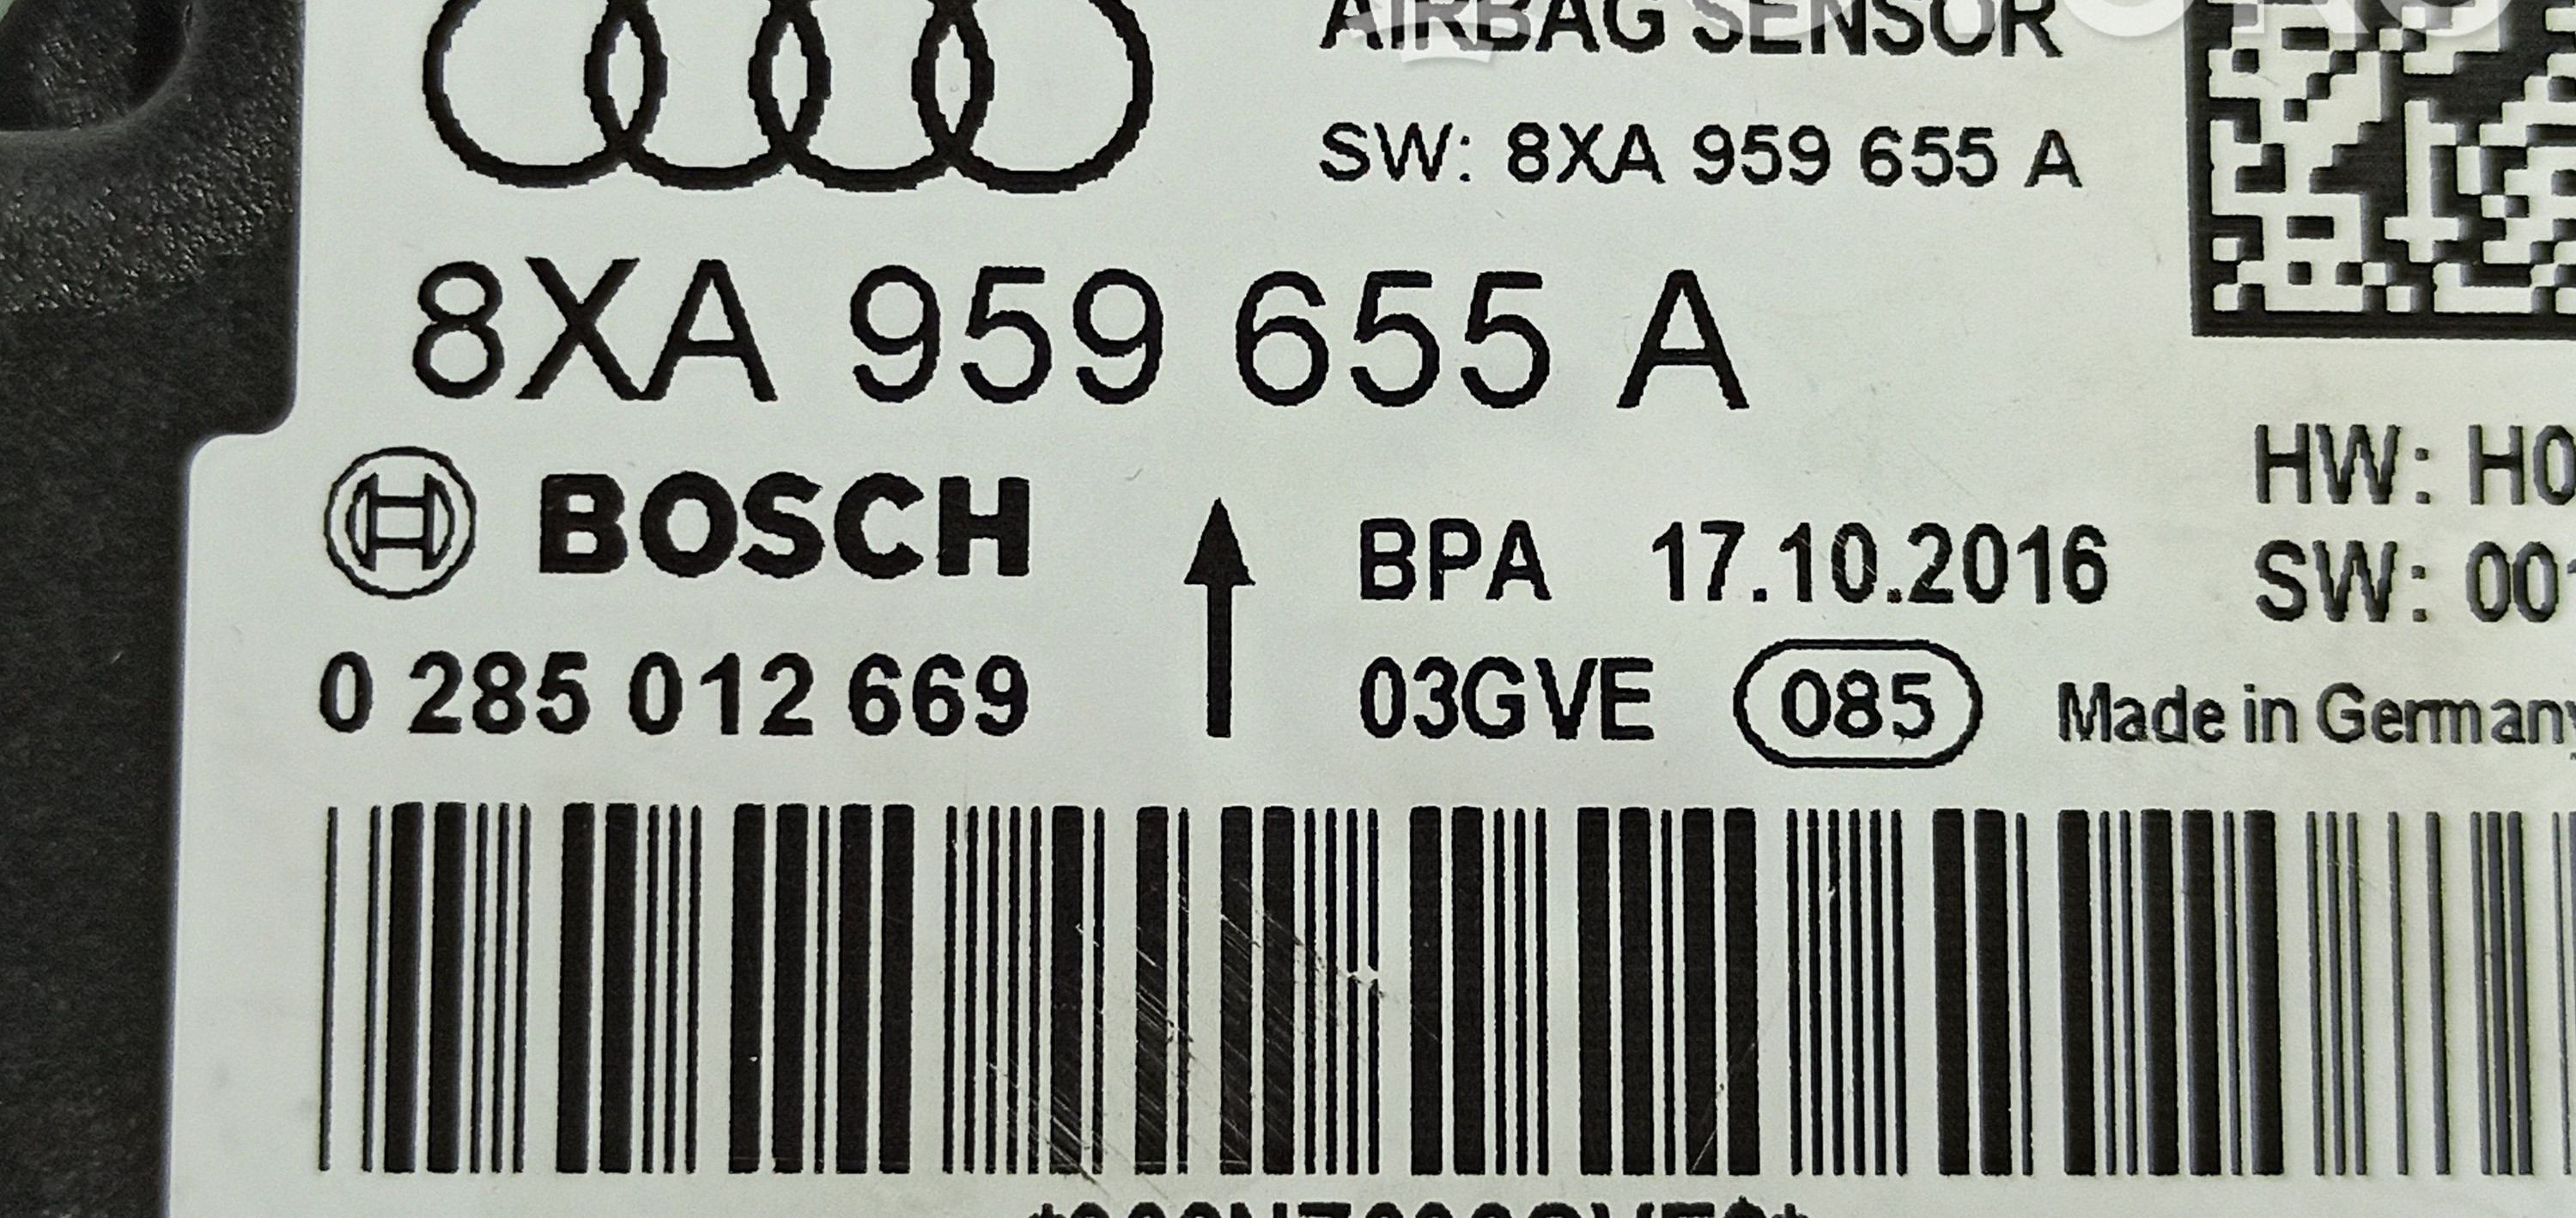 AIRBAG SENSOR
SW: 8XA 959 655 A
8XA 959 655 A
BOSCH
0 285 012 669
BPA 17.10.2016
03GVE 085
HW: H0
SW: 00
Made in Germany